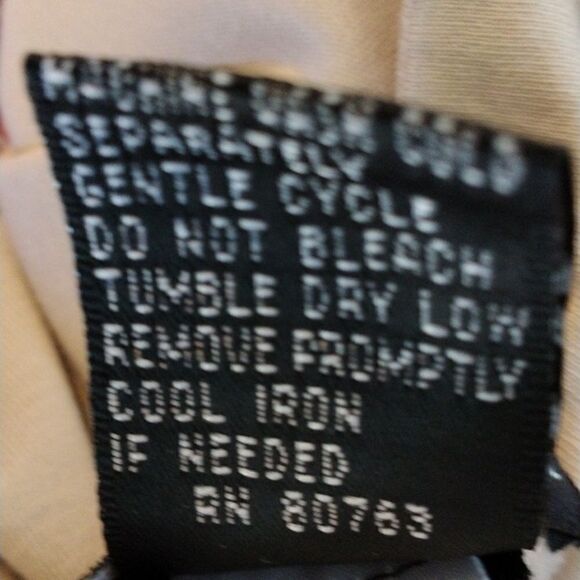 MACHINE WASH COLD
SEPARATELY
GENTLE CYCLE
DO NOT BLEACH
TUMBLE DRY LOW
REMOVE PROMPTLY
COOL IRON
IF NEEDED
RN 80763